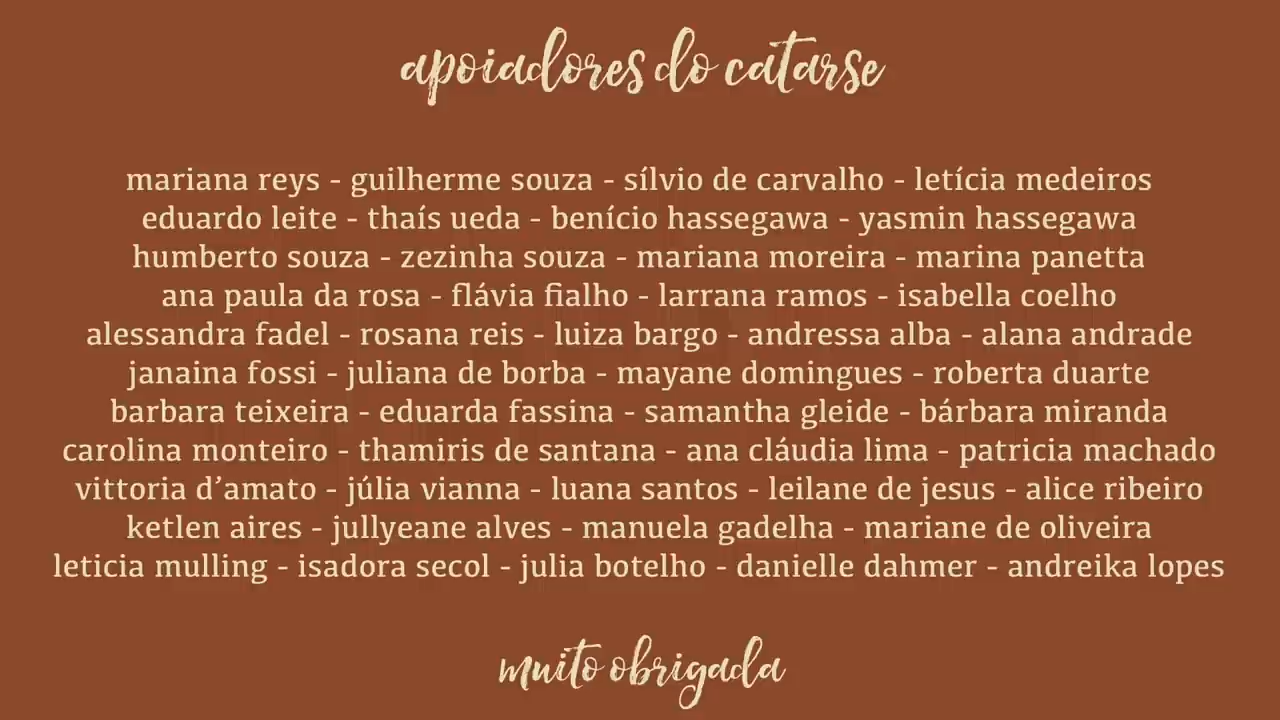 apoiadores do catarse
mariana reys - guilherme souza - sílvio de carvalho - letícia medeiros
eduardo leite - thaís ueda - benício hassegawa - yasmin hassegawa
humberto souza - zezinha souza - mariana moreira - marina panetta
ana paula da rosa - flávia fialho - larrana ramos - isabella coelho
alessandra fadel - rosana reis - luiza bargo - andressa alba - alana andrade
janaina fossi - juliana de borba - mayane domingues - roberta duarte
barbara teixeira - eduarda fassina - samantha gleide - bárbara miranda
carolina monteiro - thamiris de santana - ana cláudia lima - patricia machado
vittoria d’amato - júlia vianna - luana santos - leilane de jesus - alice ribeiro
ketlen aires - jullyeane alves - manuela gadelha - mariane de oliveira
leticia mulling - isadora secol - julia botelho - danielle dahmer - andreika lopes
muito obrigada